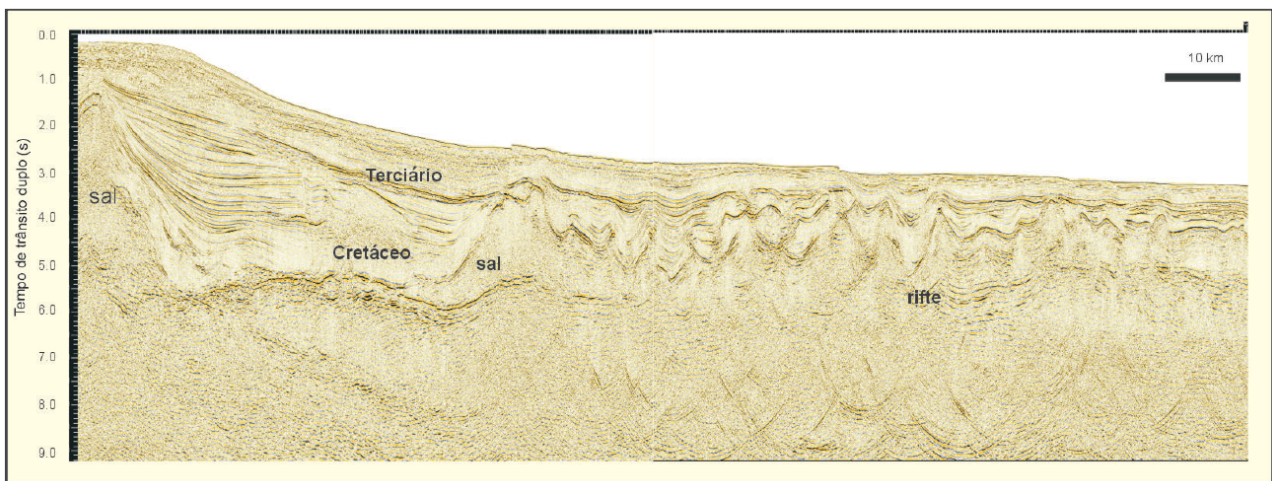 Tempo de trânsito duplo (s)
0.0
1.0
2.0
3.0
4.0
5.0
6.0
7.0
8.0
9.0
10 km
Terciário
sal
Cretáceo
sal
rifte